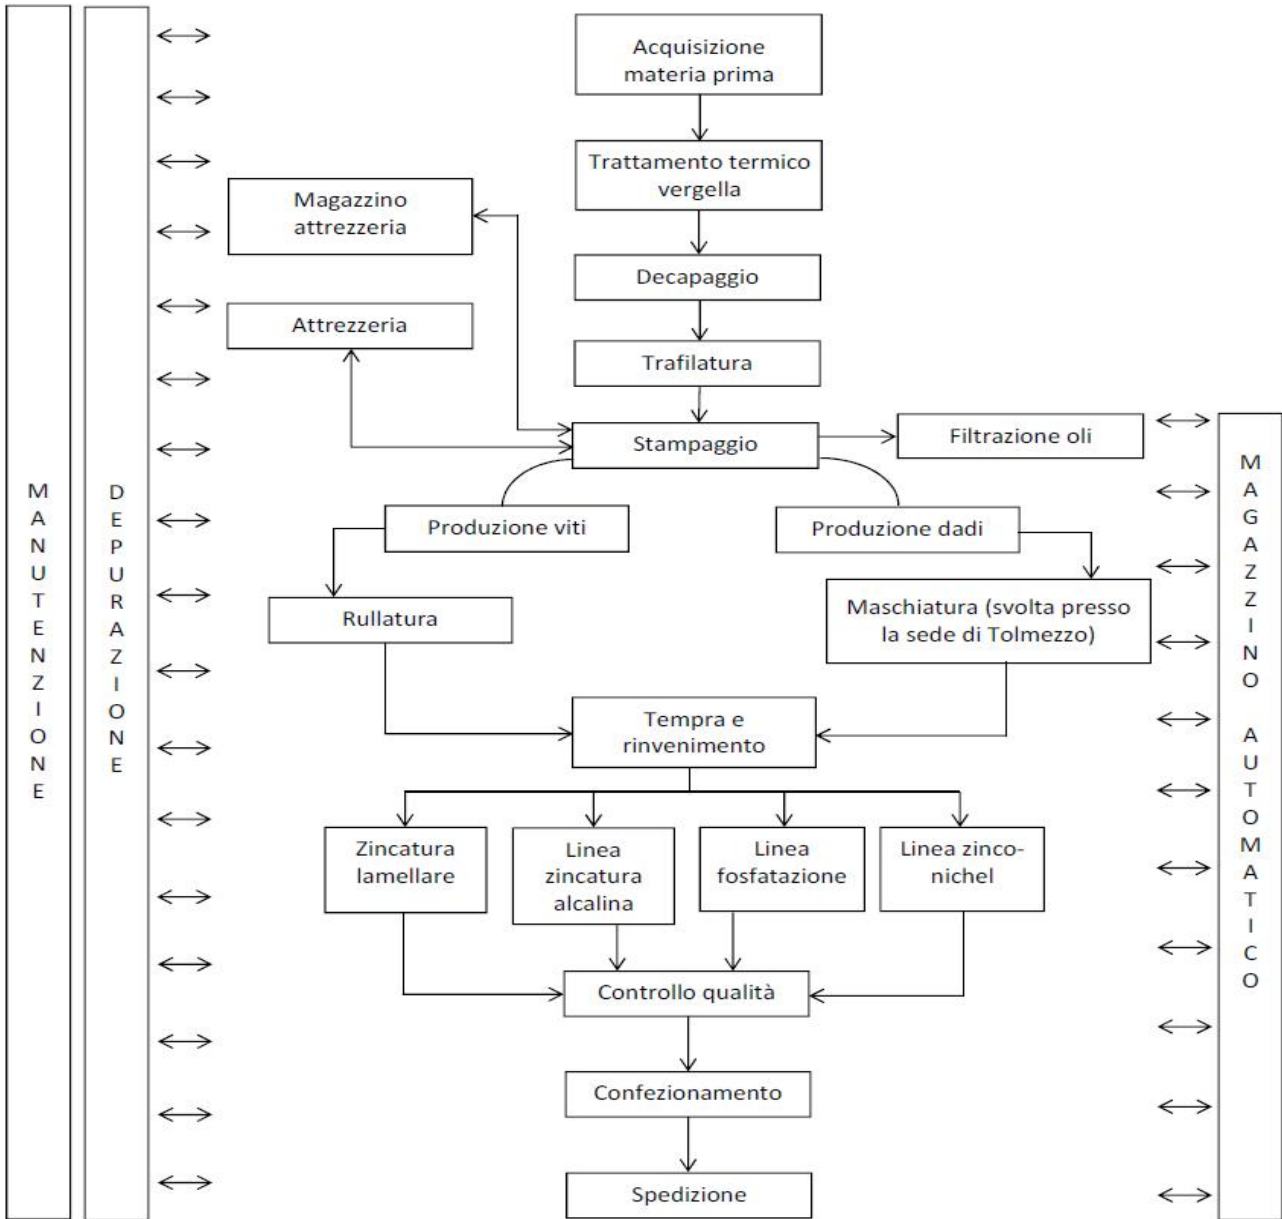 Acquisizione
materia prima
Trattamento termico
vergella
Magazzino
attrezzeria
Decapaggio
Attrezzeria
Trafilatura
Stampaggio
Filtrazione oli
Produzione viti
Produzione dadi
Rullatura
Maschiatura (svolta presso
la sede di Tolmezzo)
Tempra e
rinvenimento
Zincatura
lamellare
Linea
zincatura
alcalina
Linea
fosfatazione
Linea zinco-
nichel
Controllo qualità
Confezionamento
Spedizione
MANUTENZIONE
DEPURAZIONE
MAGAZZINO AUTOMATICO